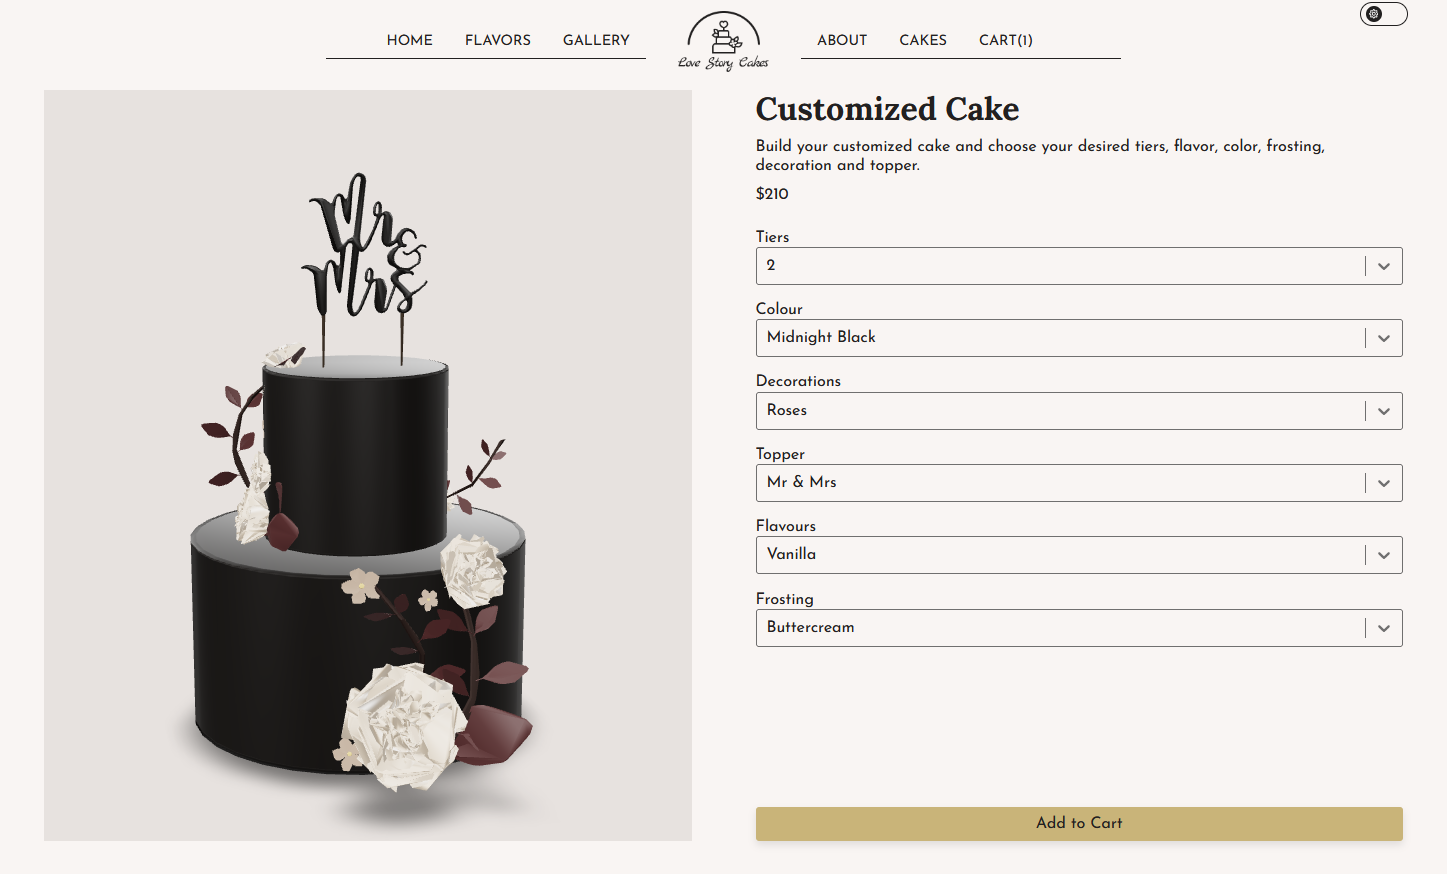 HOME FLAVORS GALLERY
Love Story Cakes
ABOUT CAKES CART(1)
Mr
&
Mrs
Customized Cake
Build your customized cake and choose your desired tiers, flavor, color, frosting,
decoration and topper.
$210
Tiers
2
Colour
Midnight Black
Decorations
Roses
Topper
Mr & Mrs
Flavours
Vanilla
Frosting
Buttercream
Add to Cart